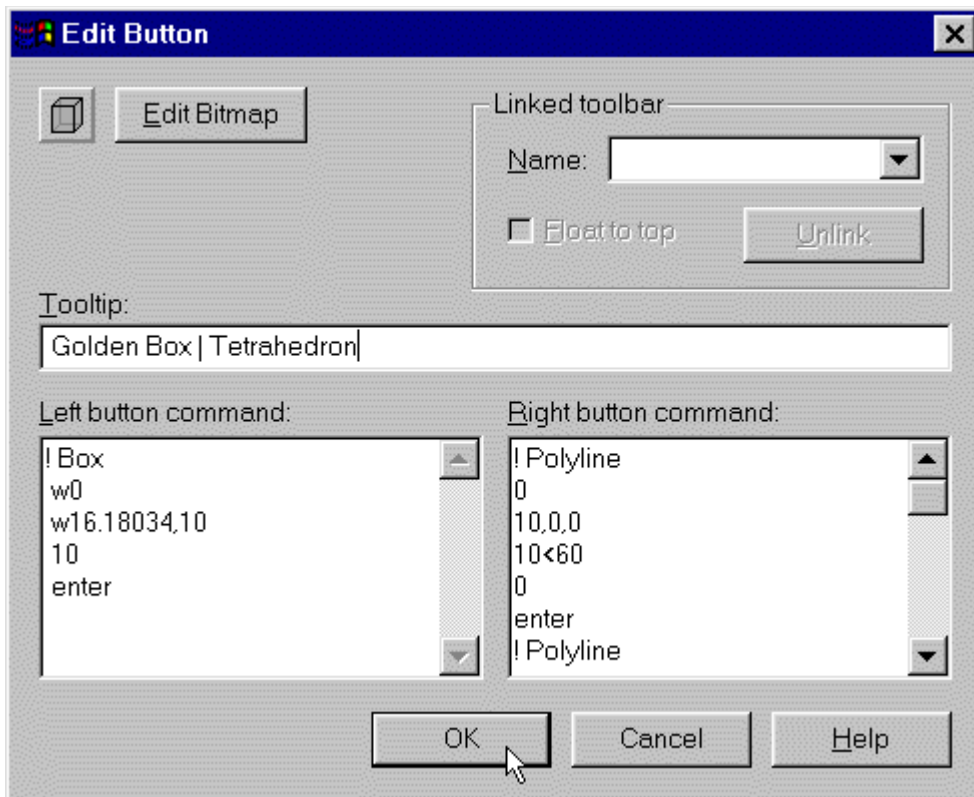 Edit Button
Edit Bitmap
Linked toolbar
Name:
Float to top
Unlink
Tooltip:
Golden Box | Tetrahedron
Left button command:
! Box
w0
w16.18034,10
10
enter
Right button command:
! Polyline
0
10,0,0
10<60
0
enter
! Polyline
OK
Cancel
Help